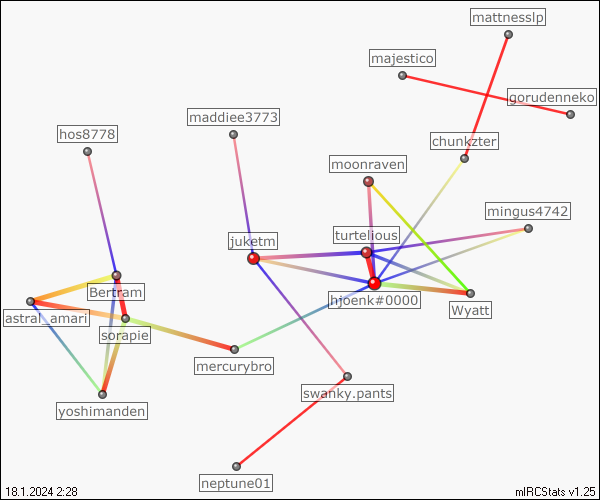 mattnesslp
majestico
gorudenneko
maddiee3773
hos8778
chunkzter
moonraven
mingus4742
turtelious
juketm
Bertram
hjoenk#0000
Wyatt
astral_amari
sorapie
mercurybro
swanky.pants
yoshimanden
neptune01
18.1.2024 2:28
mIRCStats v1.25